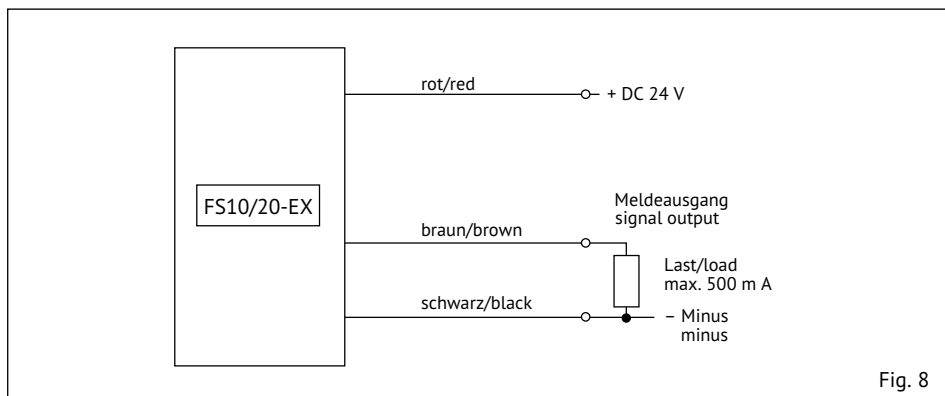 rot/red
+ DC 24 V
FS10/20-EX
Meldeausgang
signal output
braun/brown
Last/load
max. 500 m A
schwarz/black
– Minus
minus
Fig. 8